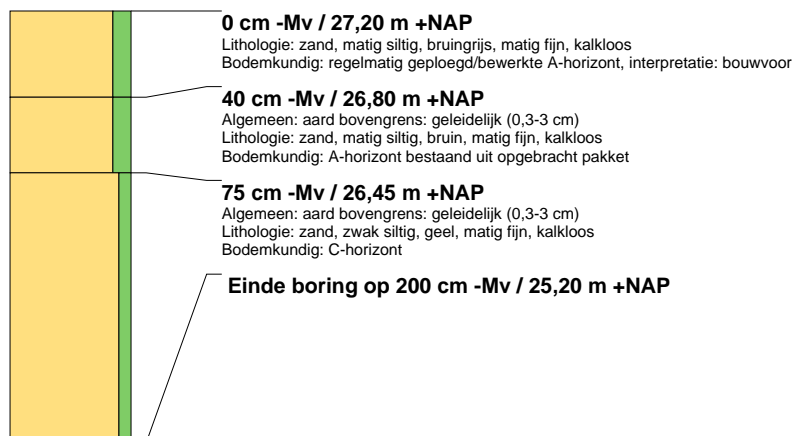 0 cm -Mv / 27,20 m +NAP
Lithologie: zand, matig siltig, bruingrijs, matig fijn, kalkloos
Bodemkundig: regelmatig geploegd/bewerkte A-horizont, interpretatie: bouwvoor
40 cm -Mv / 26,80 m +NAP
Algemeen: aard bovengrens: geleidelijk (0,3-3 cm)
Lithologie: zand, matig siltig, bruin, matig fijn, kalkloos
Bodemkundig: A-horizont bestaand uit opgebracht pakket
75 cm -Mv / 26,45 m +NAP
Algemeen: aard bovengrens: geleidelijk (0,3-3 cm)
Lithologie: zand, zwak siltig, geel, matig fijn, kalkloos
Bodemkundig: C-horizont
Einde boring op 200 cm -Mv / 25,20 m +NAP